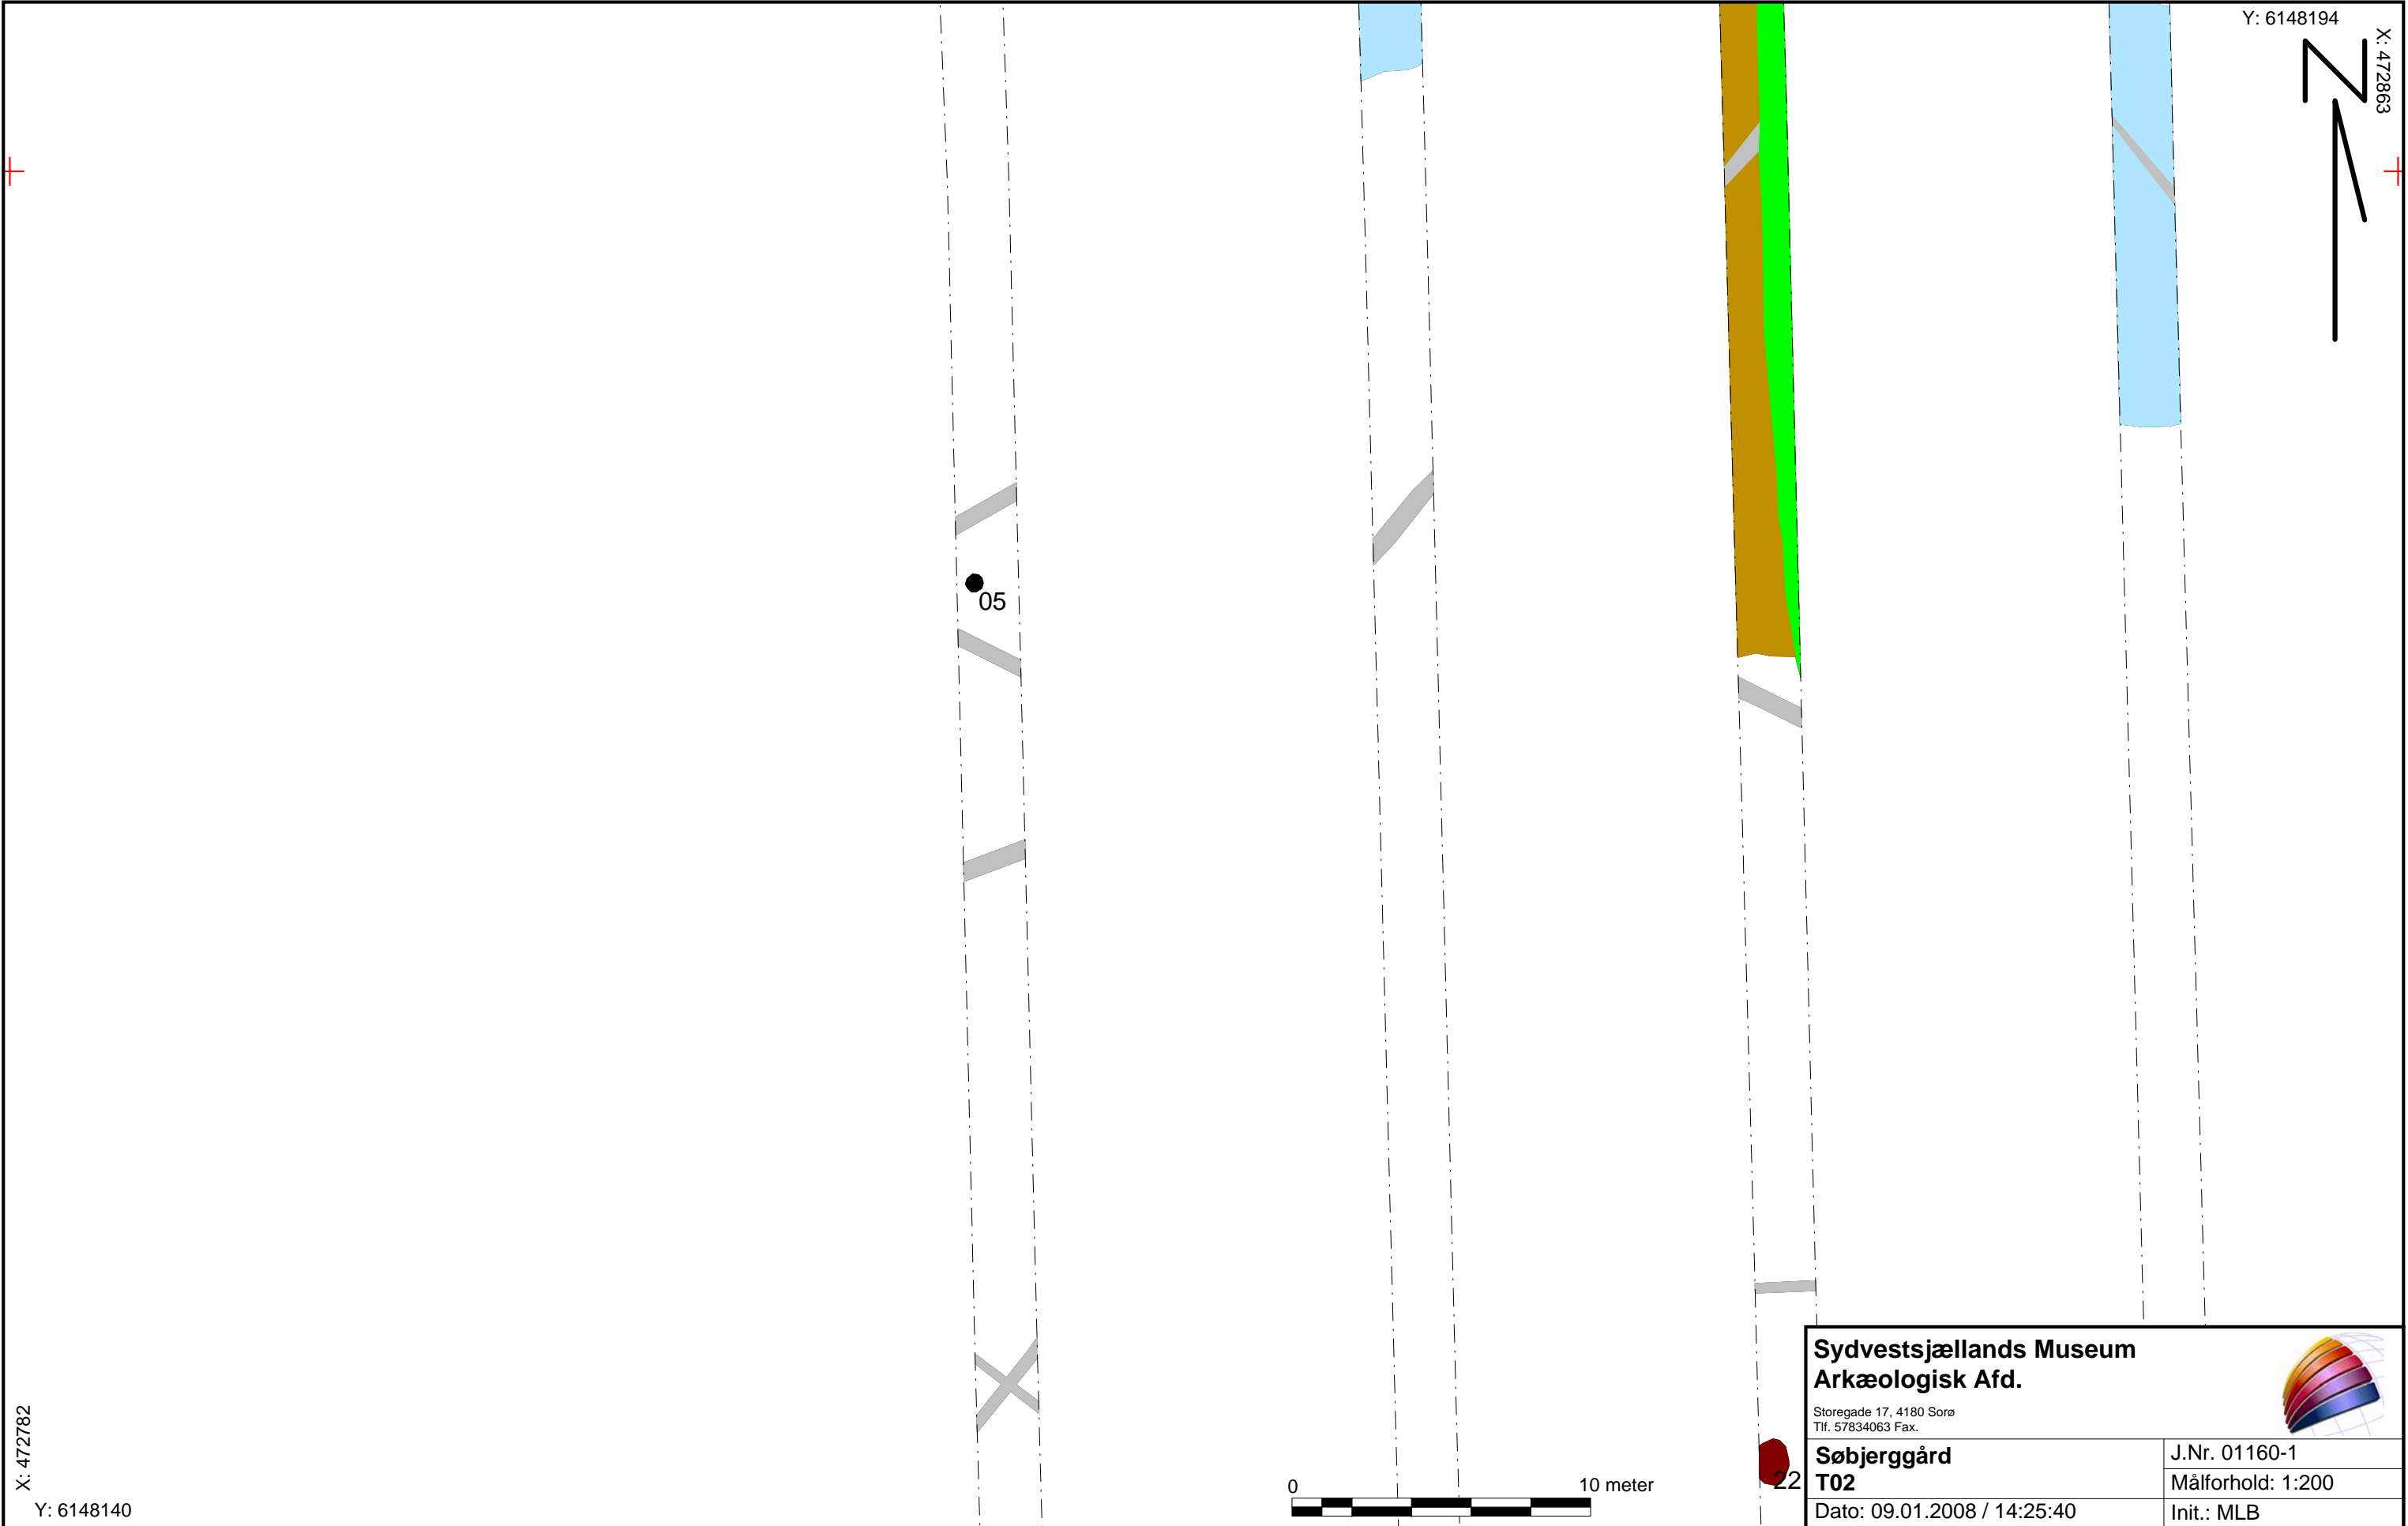 Y: 6148194
X: 472863
05
X: 472782
Y: 6148140
0
10 meter
22
Sydvestsjællands Museum
Arkæologisk Afd.
Storegade 17, 4180 Sorø
Tlf. 57834063 Fax.
Søbjerggård
T02
J.Nr. 01160-1
Målforhold: 1:200
Dato: 09.01.2008 / 14:25:40
Init.: MLB